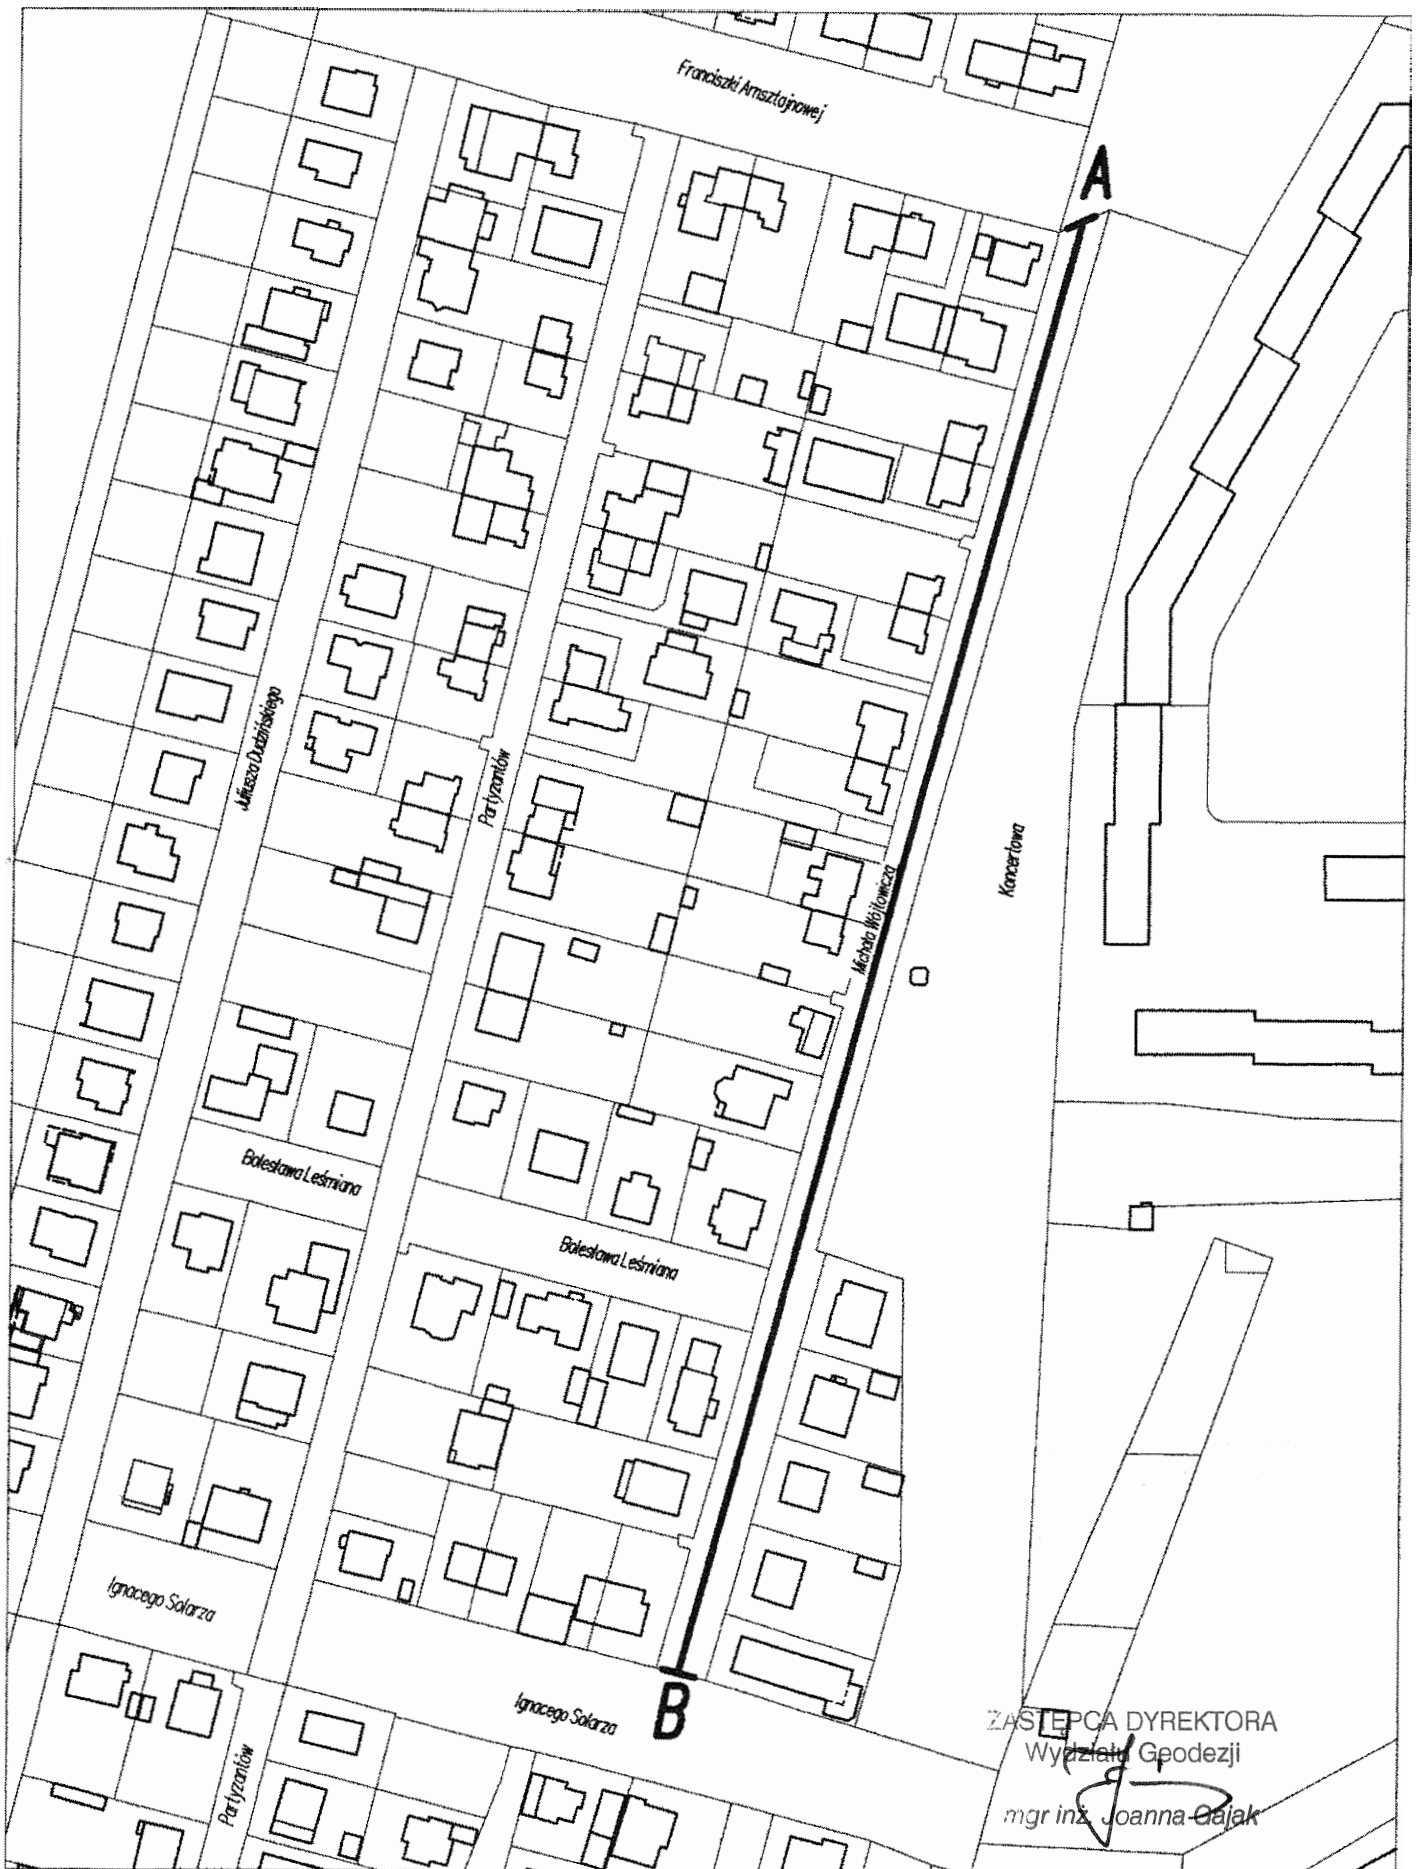 Franciszki Arnsztajnowej
A
Juliusza Dudzińskiego
Partyzantów
Koncertowa
Michała Wójtowicza
Bolesława Leśmiana
Bolesława Leśmiana
Ignacego Solarza
Ignacego Solarza
B
Partyzantów
ZASTĘPCA DYREKTORA
Wydziału Geodezji
mgr inż. Joanna Gajak